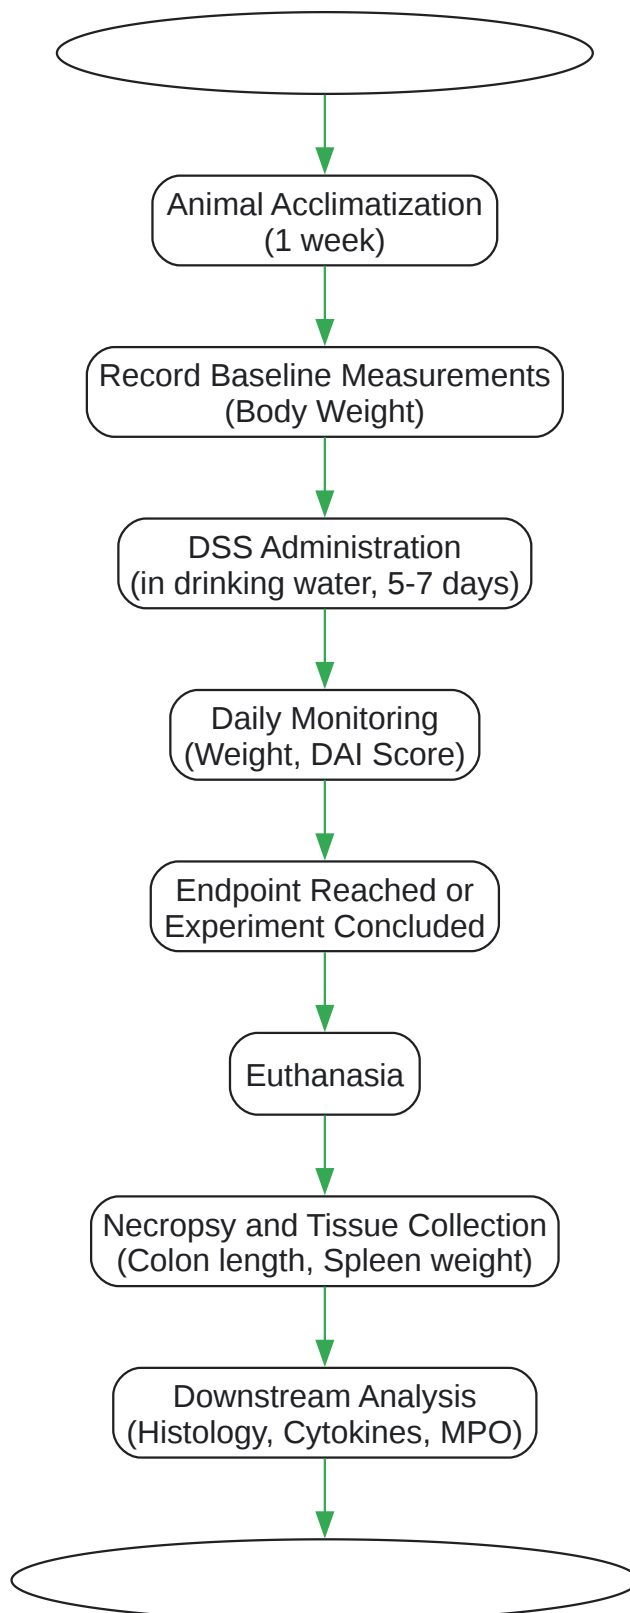 Animal Acclimatization
(1 week)
Record Baseline Measurements
(Body Weight)
DSS Administration
(in drinking water, 5-7 days)
Daily Monitoring
(Weight, DAI Score)
Endpoint Reached or
Experiment Concluded
Euthanasia
Necropsy and Tissue Collection
(Colon length, Spleen weight)
Downstream Analysis
(Histology, Cytokines, MPO)